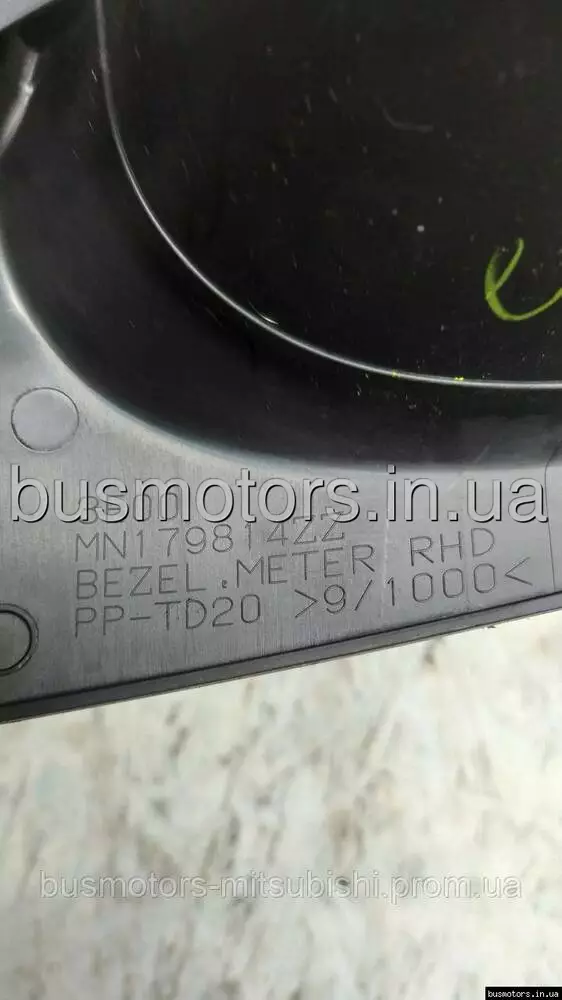 busmotors.in.ua
MN179814ZZ
BEZEL,METER RHD
PP-TD20 >9/1000<
busmotors-mitsubishi.prom.ua
busmotors.in.ua